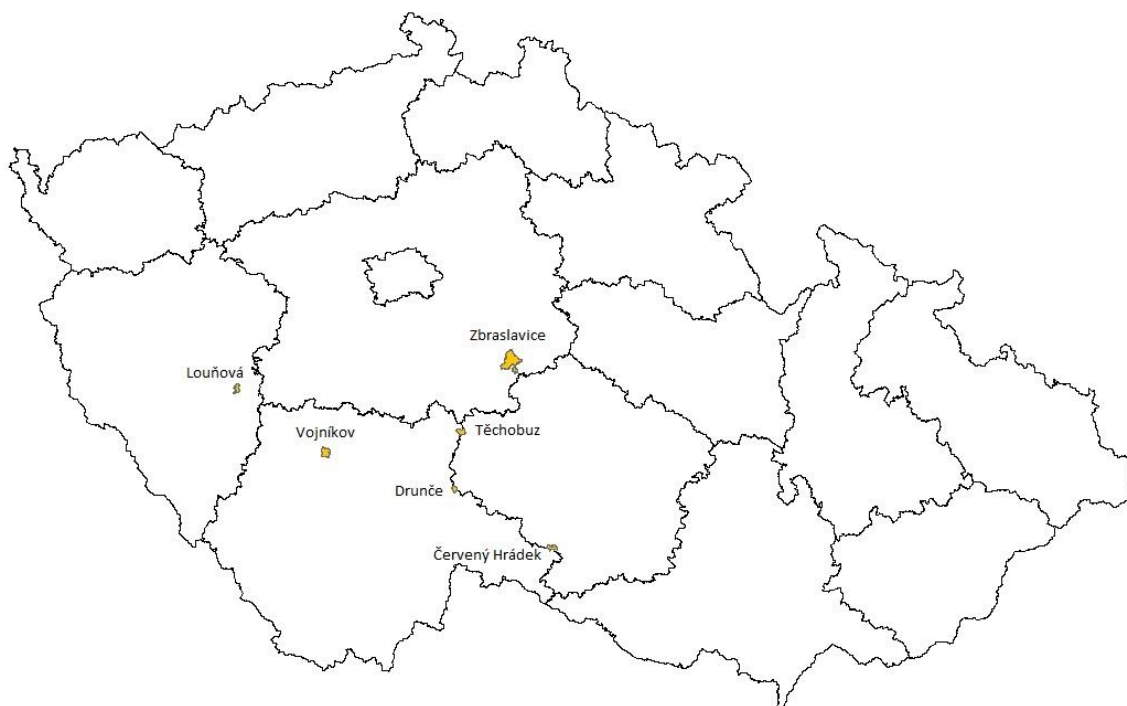 Zbraslavice
Louňová
Vojníkov
Těchobuz
Drunče
Červený Hrádek